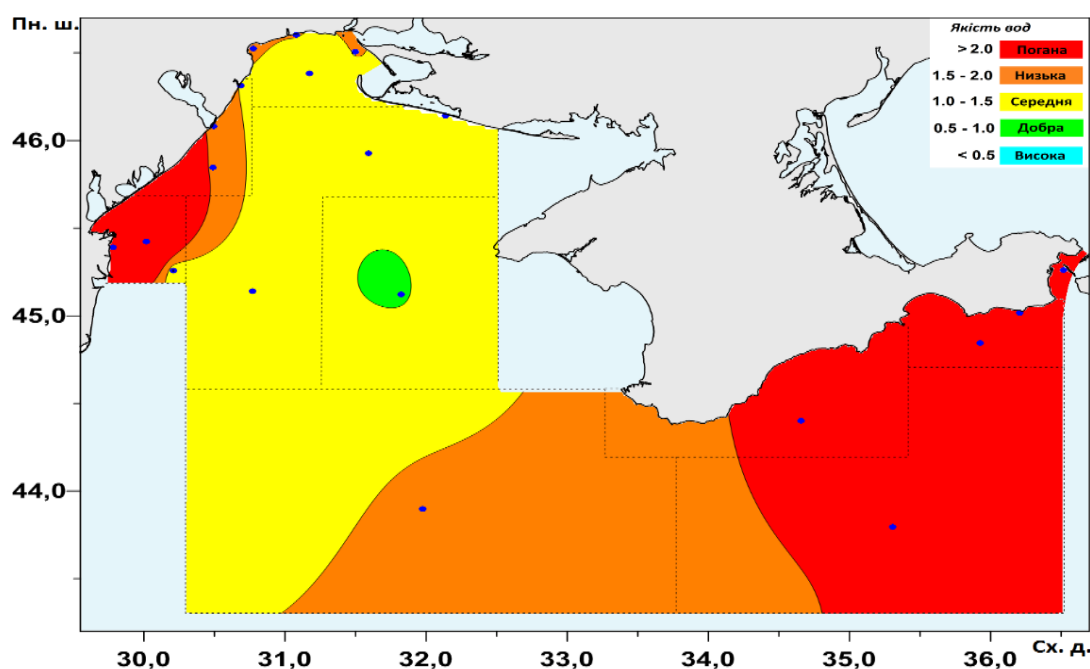 Пн. ш.
Якість вод
> 2.0 Погана
1.5 - 2.0 Низька
1.0 - 1.5 Середня
0.5 - 1.0 Добра
< 0.5 Висока
46,0
45,0
44,0
30,0 31,0 32,0 33,0 34,0 35,0 36,0 Сх. д.